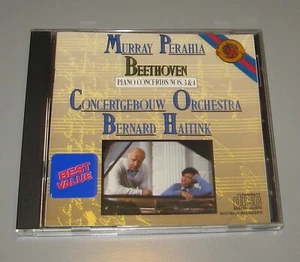 MURRAY PERAHIA
BEETHOVEN
PIANO CONCERTOS NOS. 3 & 4
CONCERTGEBOUW ORCHESTRA
BERNARD HAITINK
BEST
VALUE